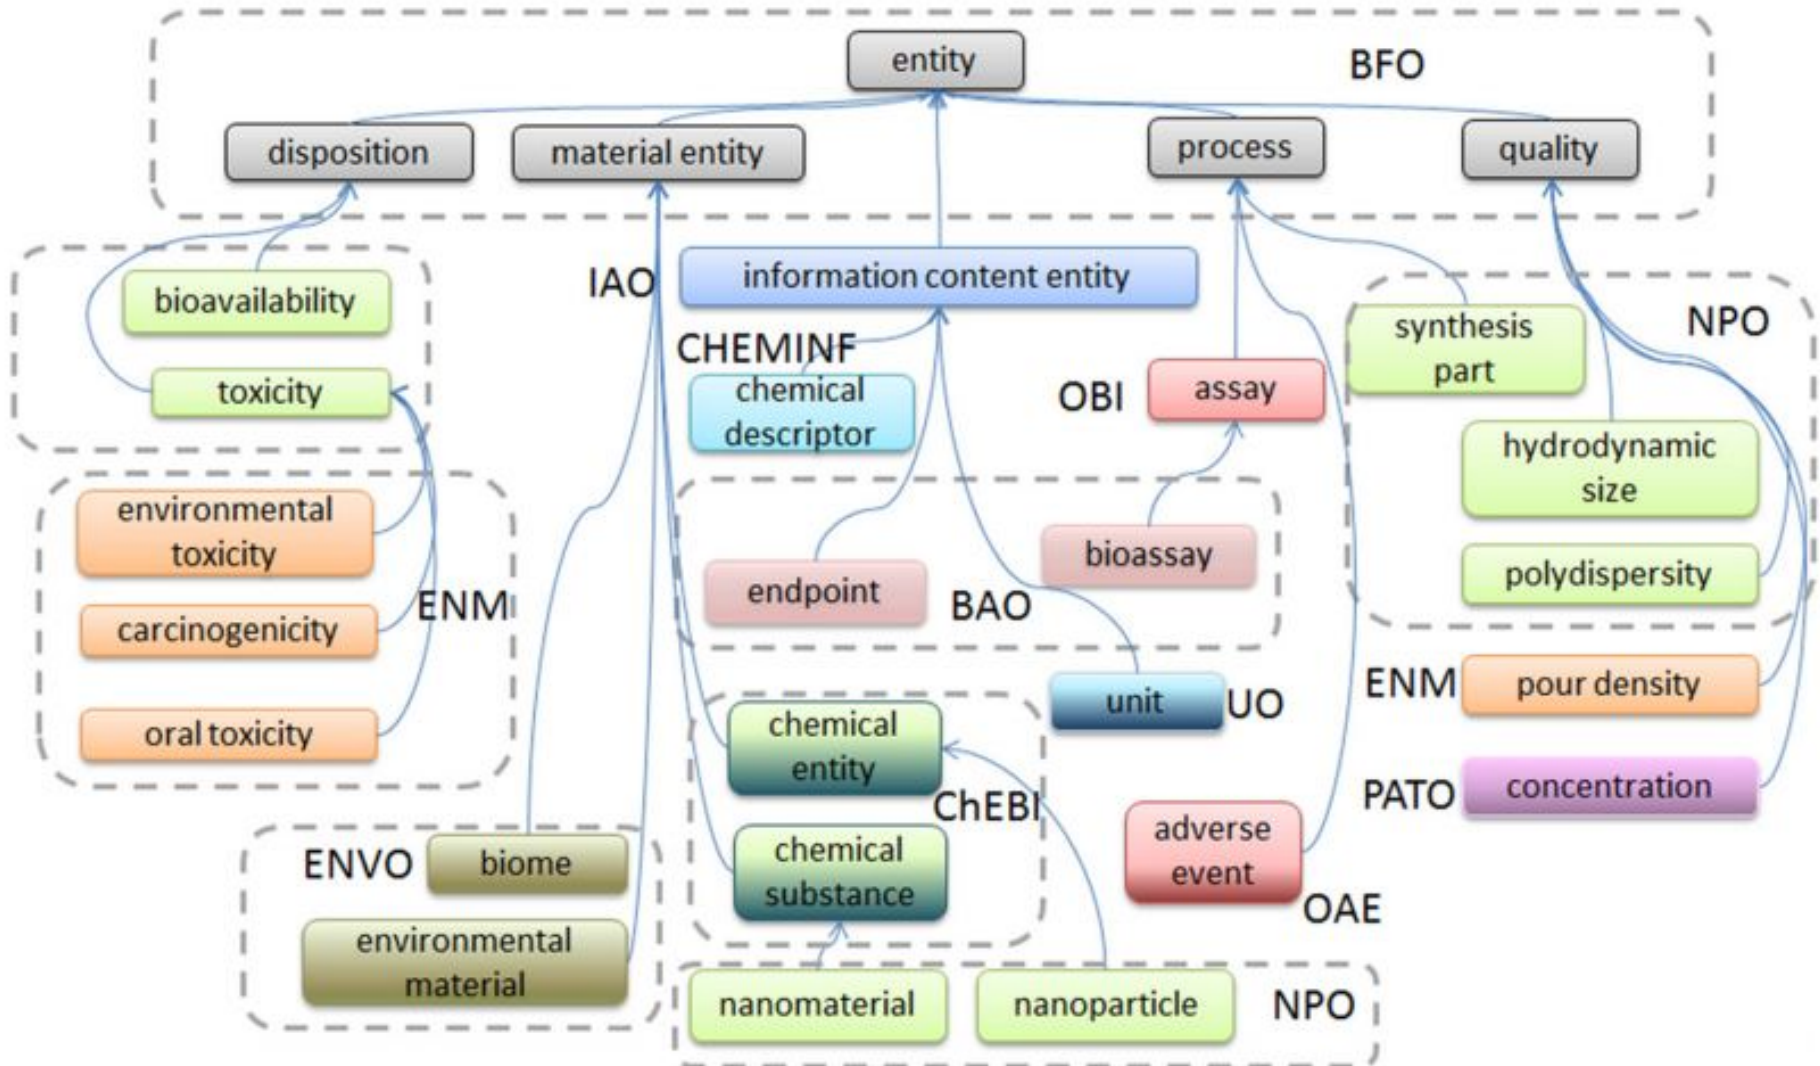 entity
BFO
disposition
material entity
process
quality
bioavailability
IAO
information content entity
synthesis
part
NPO
CHEMINF
toxicity
chemical
descriptor
OBI
assay
hydrodynamic
size
environmental
toxicity
bioassay
polydispersity
endpoint
BAO
carcinogenicity
ENM
ENM
pour density
unit
UO
oral toxicity
chemical
entity
PATO
concentration
ChEBI
adverse
event
ENVO
biome
chemical
substance
OAE
environmental
material
nanomaterial
nanoparticle
NPO